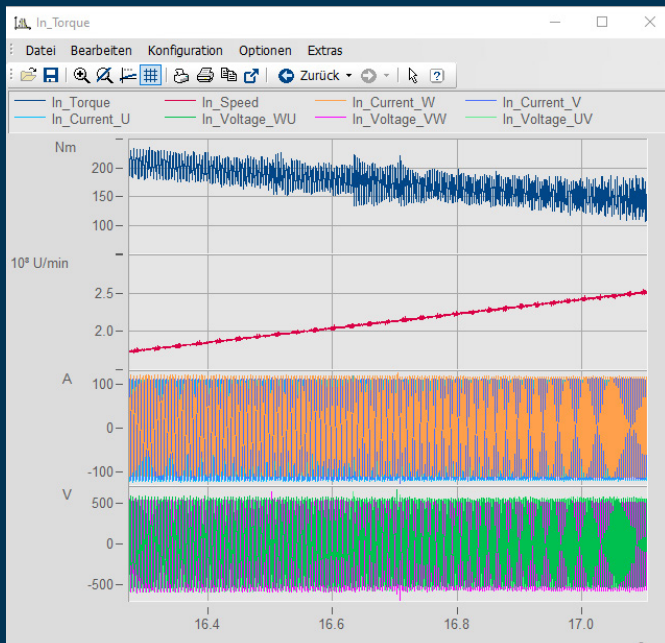 In_Torque
Datei Bearbeiten Konfiguration Optionen Extras
Zurück
In_Torque In_Speed In_Current_W In_Current_V
In_Current_U In_Voltage_WU In_Voltage_VW In_Voltage_UV
Nm
200
150
100
U/min
2.5
2.0
A
100
0
-100
V
500
0
-500
16.4 16.6 16.8 17.0